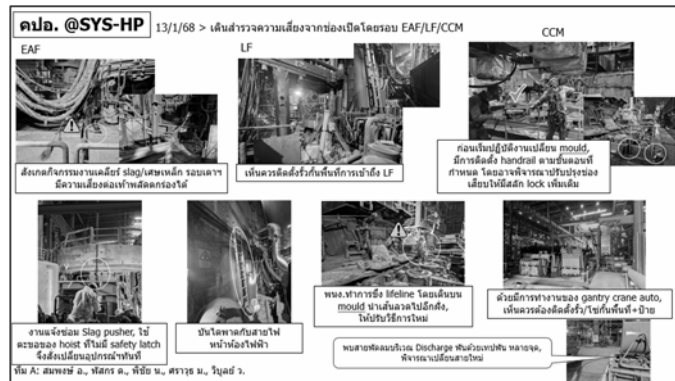 คปอ. @SYS-HP
13/1/68 > เดินสำรวจความเสี่ยงจากช่องเปิดโดยรอบ EAF/LF/CCM
EAF
LF
CCM
สังเกตกิจกรรมงานเคลียร์ slag/เศษเหล็ก รอบเตาฯ
มีความเสี่ยงต่อเท้าพลัดตกร่องได้
เห็นควรติดตั้งรั้วกั้นพื้นที่การเข้าถึง LF
ก่อนเริ่มปฏิบัติงานเปลี่ยน mould,
มีการติดตั้ง handrail ตามขั้นตอนที่
กำหนด โดยอาจพิจารณาปรับปรุงช่อง
เสียบให้มีสลัก lock เพิ่มเติม
งานแจ้งซ่อม Slag pusher, ใช้
ตะขอของ hoist ที่ไม่มี safety latch
จึงสั่งเปลี่ยนอุปกรณ์ฯทันที
บันไดพาดกับสายไฟ
หน้าห้องไฟฟ้า
พนง.ทำการขึง lifeline โดยเดินบน
mould นำเส้นลวดไปอีกฝั่ง,
ให้ปรับวิธีการใหม่
ด้วยมีการทำงานของ gantry crane auto,
เห็นควรต้องติดตั้งรั้ว/โซ่กั้นพื้นที่+ป้าย
พบสายพัดลมบริเวณ Discharge พันด้วยเทปพัน หลายจุด,
พิจารณาเปลี่ยนสายใหม่
ทีม A: สมพงษ์ อ., พัสกร ด., พิชัย น., ศราวุธ ม., วิบูลย์ ว.